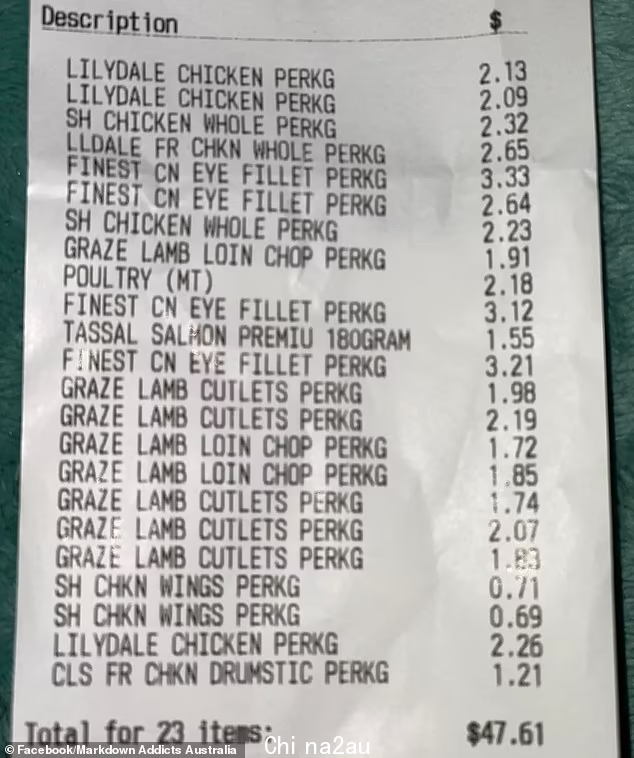 Description $
LILYDALE CHICKEN PERKG 2.13
LILYDALE CHICKEN PERKG 2.09
SH CHICKEN WHOLE PERKG 2.32
LLDALE FR CHKN WHOLE PERKG 2.65
FINEST CN EYE FILLET PERKG 3.33
FINEST CN EYE FILLET PERKG 2.64
SH CHICKEN WHOLE PERKG 2.23
GRAZE LAMB LOIN CHOP PERKG 1.91
POULTRY (MT) 2.18
FINEST CN EYE FILLET PERKG 3.12
TASSAL SALMON PREMIU 180GRAM 1.55
FINEST CN EYE FILLET PERKG 3.21
GRAZE LAMB CUTLETS PERKG 1.98
GRAZE LAMB CUTLETS PERKG 2.19
GRAZE LAMB LOIN CHOP PERKG 1.72
GRAZE LAMB LOIN CHOP PERKG 1.85
GRAZE LAMB CUTLETS PERKG 1.74
GRAZE LAMB CUTLETS PERKG 2.07
GRAZE LAMB CUTLETS PERKG 1.83
SH CHKN WINGS PERKG 0.71
SH CHKN WINGS PERKG 0.69
LILYDALE CHICKEN PERKG 2.26
CLS FR CHKN DRUMSTIC PERKG 1.21
Total for 23 items: $47.61
© Facebook/Markdown Addicts Australia
Chi na2au